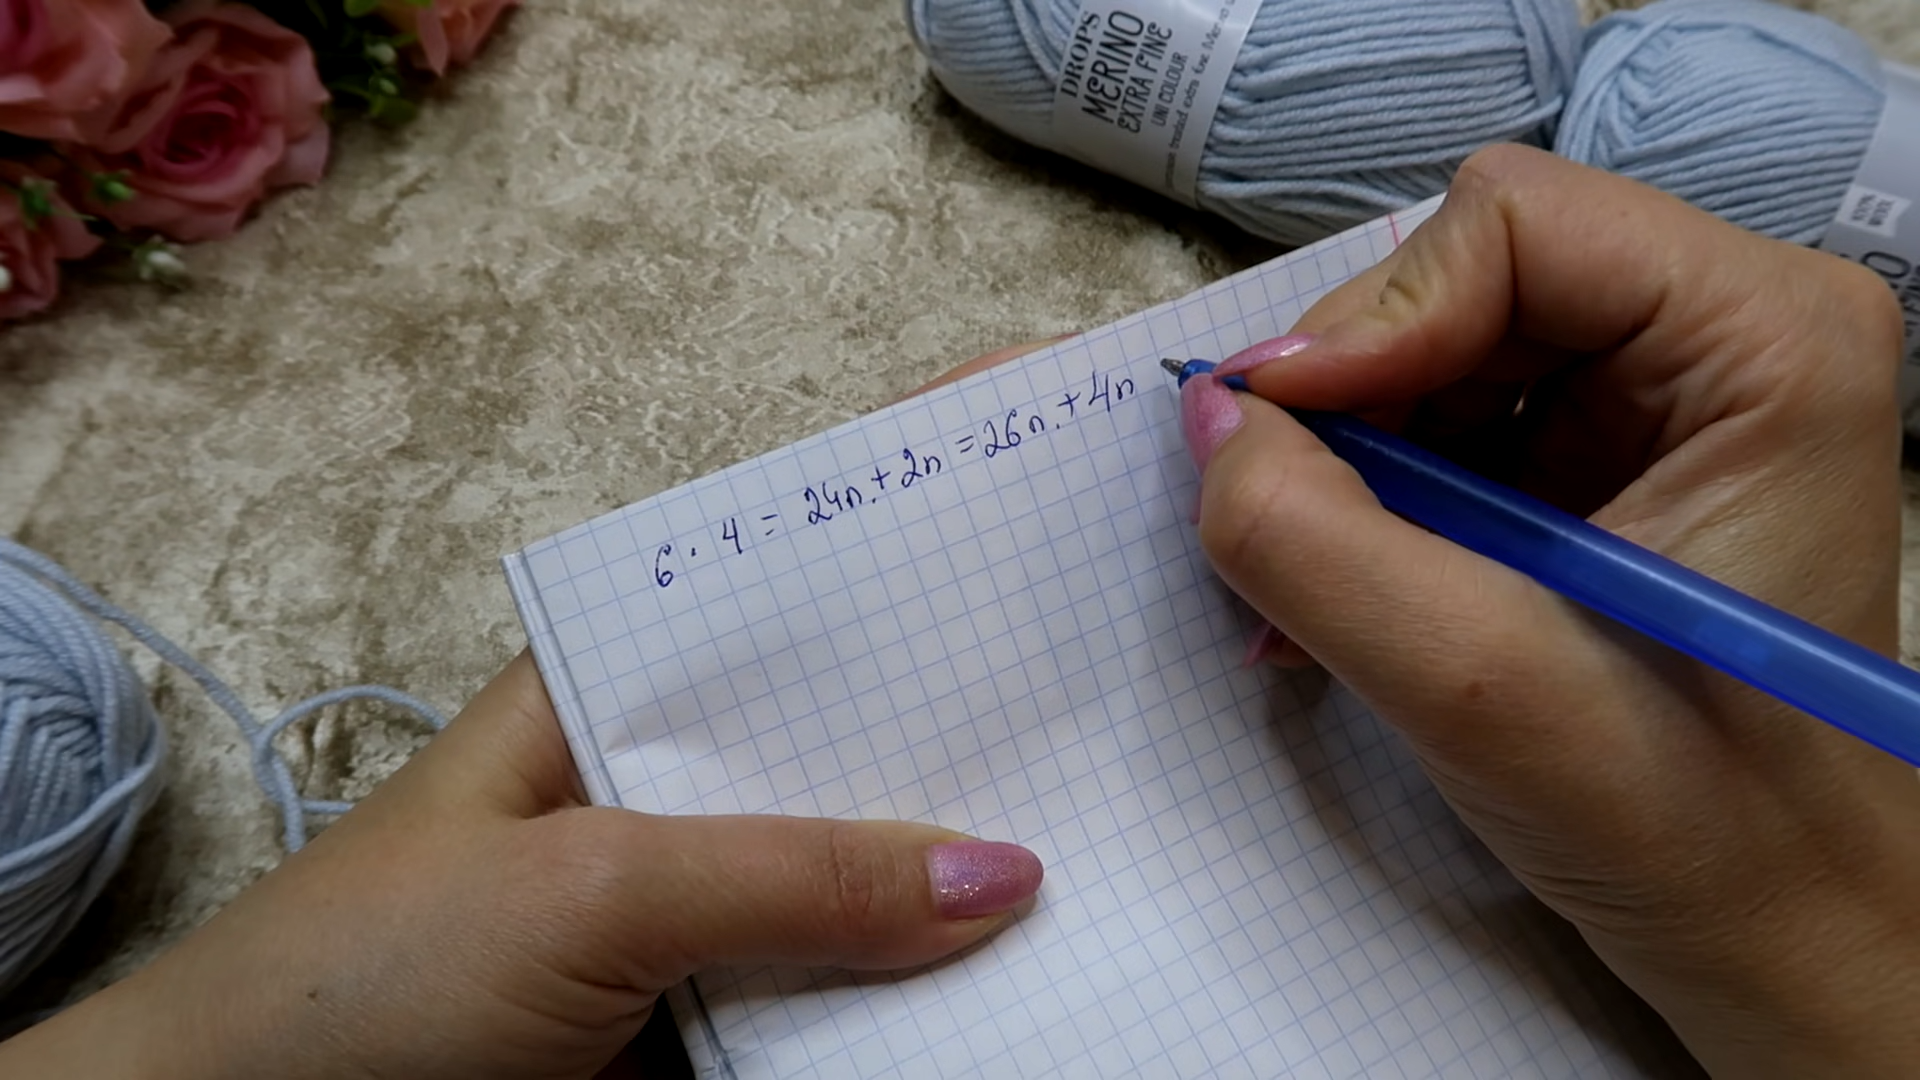 DROPS
MERINO
EXTRA FINE
UNI COLOUR
6 · 4 = 24п. + 2п = 26п. + 4п